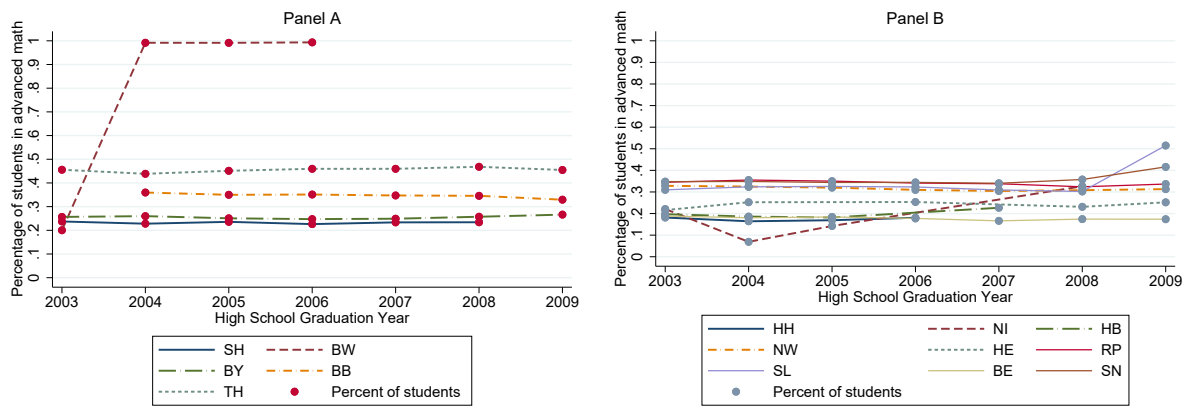 Panel A
Percentage of students in advanced math
1
.9
.8
.7
.6
.5
.4
.3
.2
.1
0
2003 2004 2005 2006 2007 2008 2009
High School Graduation Year
SH BW
BY BB
TH Percent of students
Panel B
Percentage of students in advanced math
1
.9
.8
.7
.6
.5
.4
.3
.2
.1
0
2003 2004 2005 2006 2007 2008 2009
High School Graduation Year
HH NI HB
NW HE RP
SL BE SN
Percent of students